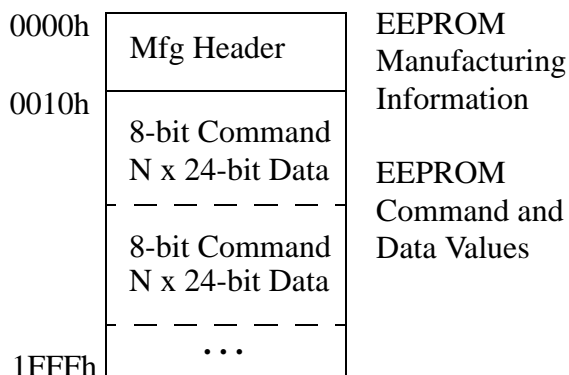 0000h
Mfg Header
EEPROM
Manufacturing
Information
0010h
8-bit Command
N x 24-bit Data
EEPROM
Command and
Data Values
8-bit Command
N x 24-bit Data
...
1FFFh